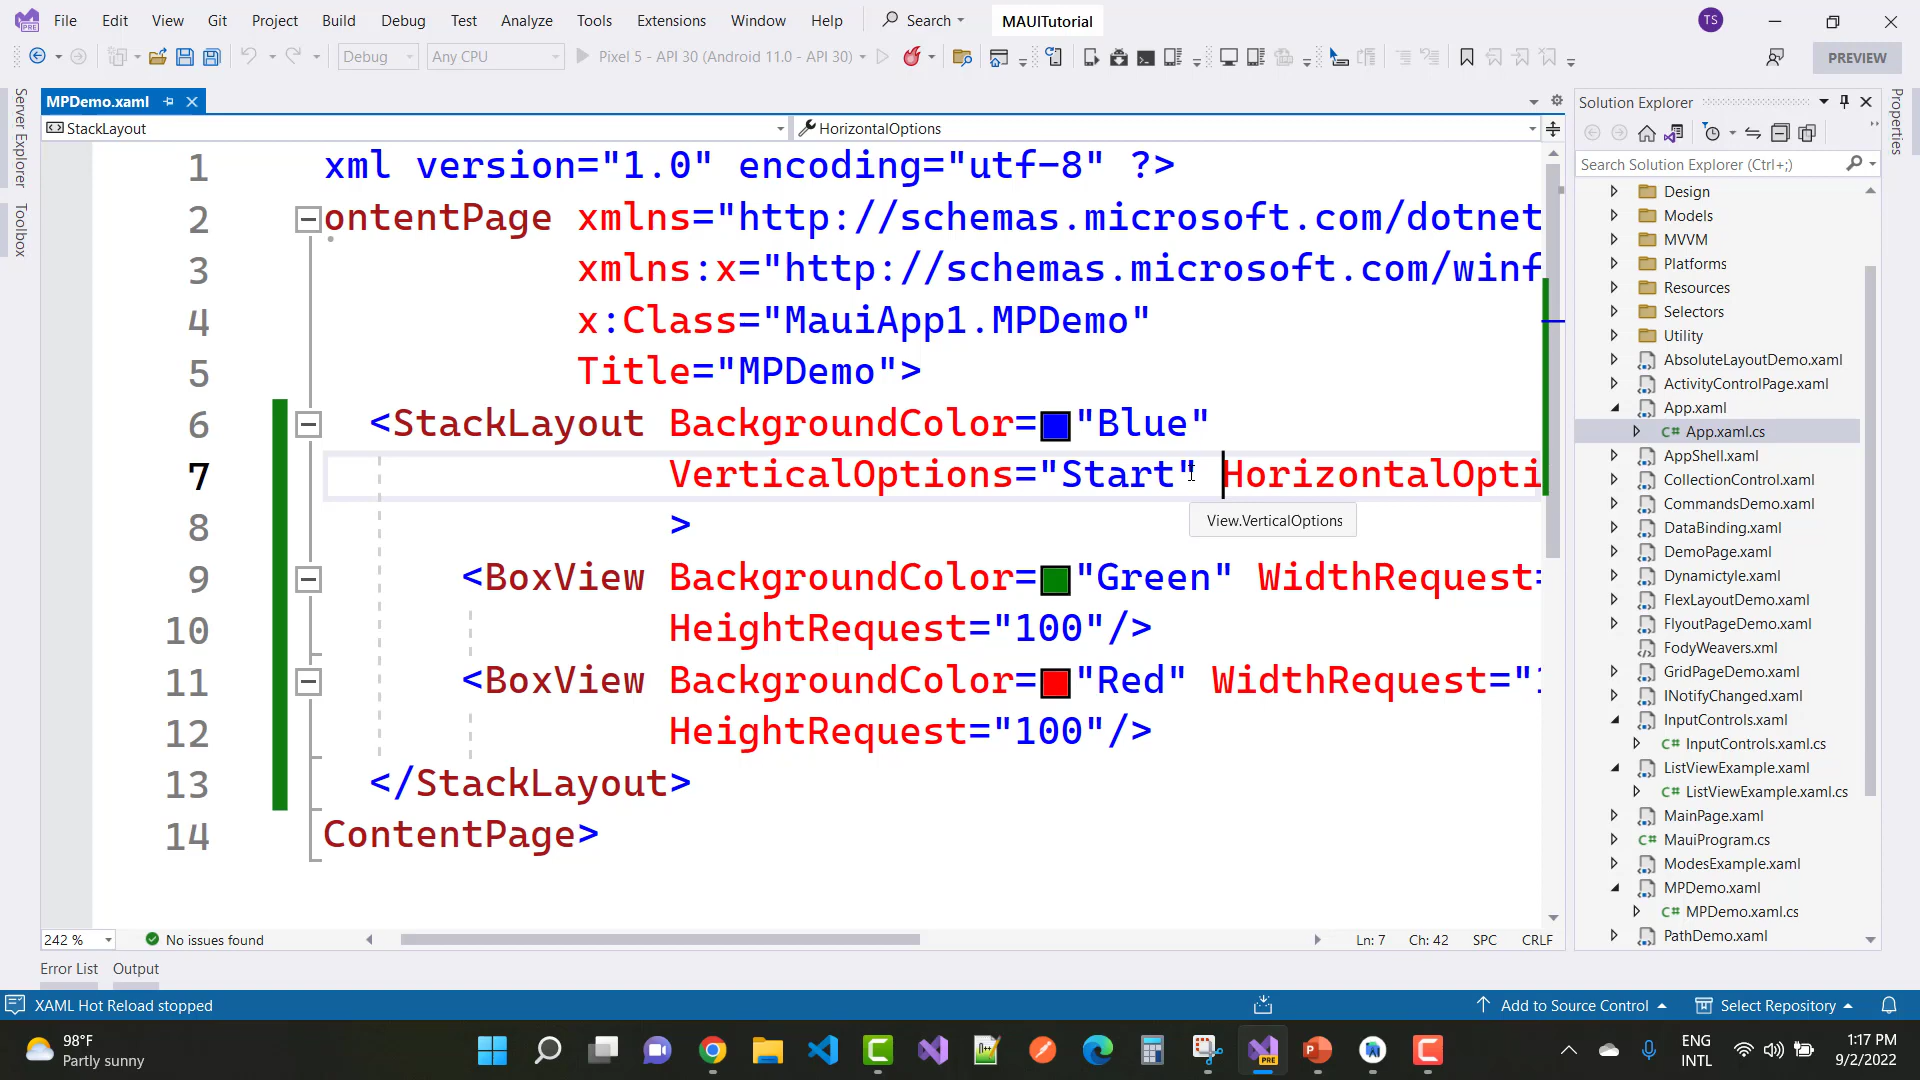 File Edit View Git Project Build Debug Test Analyze Tools Extensions Window Help Search MAUITutorial TS
Debug Any CPU Pixel 5 - API 30 (Android 11.0 - API 30) PREVIEW
Server Explorer
Toolbox
MPDemo.xaml
StackLayout HorizontalOptions
1 xml version="1.0" encoding="utf-8" ?>
2 ontentPage xmlns="http://schemas.microsoft.com/dotnet
3 xmlns:x="http://schemas.microsoft.com/winf
4 x:Class="MauiApp1.MPDemo"
5 Title="MPDemo">
6 <StackLayout BackgroundColor="Blue"
7 VerticalOptions="Start" HorizontalOpti
View.VerticalOptions
8 >
9 <BoxView BackgroundColor="Green" WidthRequest=
10 HeightRequest="100"/>
11 <BoxView BackgroundColor="Red" WidthRequest="1
12 HeightRequest="100"/>
13 </StackLayout>
14 ContentPage>
242 % No issues found Ln: 7 Ch: 42 SPC CRLF
Solution Explorer
Search Solution Explorer (Ctrl+;)
Design
Models
MVVM
Platforms
Resources
Selectors
Utility
AbsoluteLayoutDemo.xaml
ActivityControlPage.xaml
App.xaml
C# App.xaml.cs
AppShell.xaml
CollectionControl.xaml
CommandsDemo.xaml
DataBinding.xaml
DemoPage.xaml
Dynamictyle.xaml
FlexLayoutDemo.xaml
FlyoutPageDemo.xaml
FodyWeavers.xml
GridPageDemo.xaml
INotifyChanged.xaml
InputControls.xaml
C# InputControls.xaml.cs
ListViewExample.xaml
C# ListViewExample.xaml.cs
MainPage.xaml
C# MauiProgram.cs
ModesExample.xaml
MPDemo.xaml
C# MPDemo.xaml.cs
PathDemo.xaml
Properties
Error List Output
XAML Hot Reload stopped Add to Source Control Select Repository
98°F
Partly sunny
PRE
ENG
INTL
1:17 PM
9/2/2022